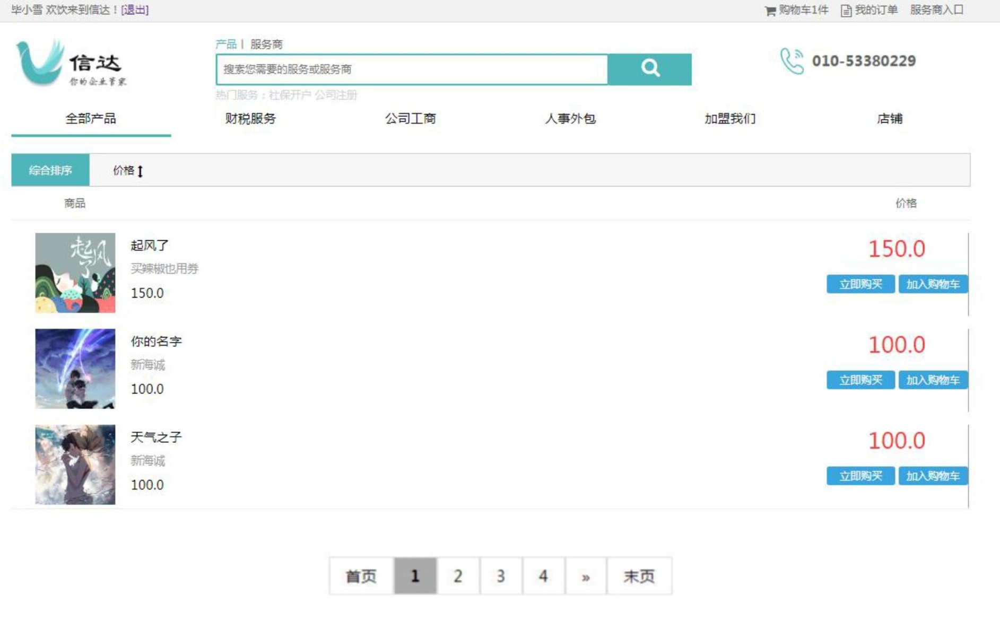 毕小雪 欢饮来到信达！[退出]
购物车1件 我的订单 服务商入口
信达
你的企业管家
产品丨 服务商
搜素您需要的服务或服务商
010-53380229
热门服务：社保开户 公司注册
全部产品 财税服务 公司工商 人事外包 加盟我们 店铺
综合排序 价格
商品 价格
起风了
起风了
买辣椒也用券
150.0
150.0
立即购买 加入购物车
你的名字
新海诚
100.0
100.0
立即购买 加入购物车
天气之子
新海诚
100.0
100.0
立即购买 加入购物车
首页 1 2 3 4 » 末页